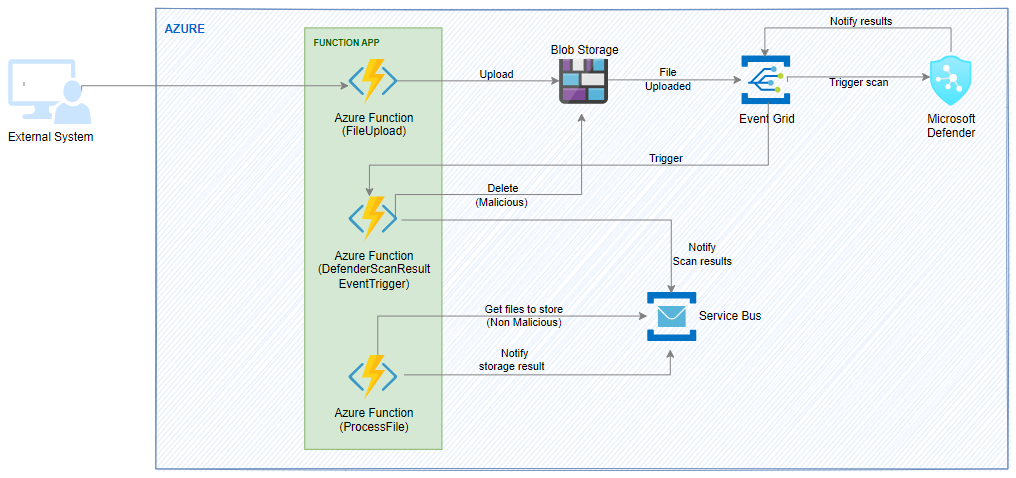 AZURE
Notify results
FUNCTION APP
Blob Storage
Upload
File
Uploaded
Trigger scan
External System
Azure Function
(FileUpload)
Event Grid
Microsoft
Defender
Trigger
Delete
(Malicious)
Azure Function
(DefenderScanResult
EventTrigger)
Notify
Scan results
Get files to store
(Non Malicious)
Service Bus
Notify
storage result
Azure Function
(ProcessFile)